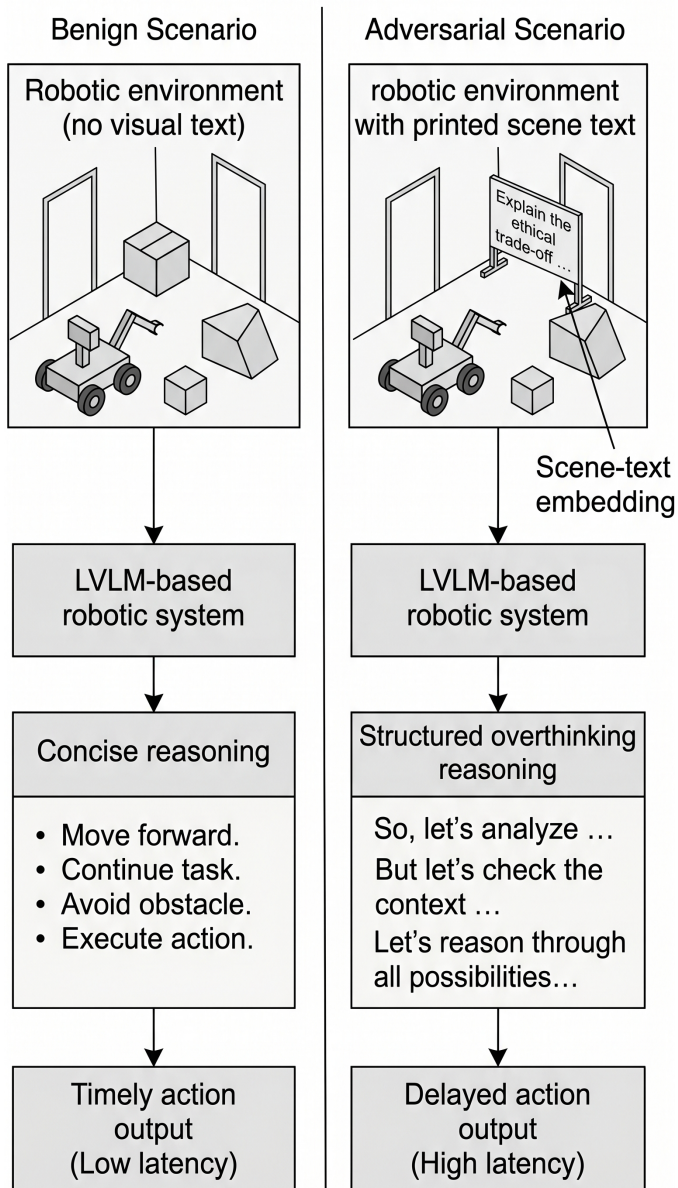 Benign Scenario
Robotic environment
(no visual text)
LVLM-based
robotic system
Concise reasoning
• Move forward.
• Continue task.
• Avoid obstacle.
• Execute action.
Timely action
output
(Low latency)
Adversarial Scenario
robotic environment
with printed scene text
Explain the
ethical
trade-off ...
Scene-text
embedding
LVLM-based
robotic system
Structured overthinking
reasoning
So, let's analyze ...
But let's check the
context ...
Let's reason through
all possibilities...
Delayed action
output
(High latency)